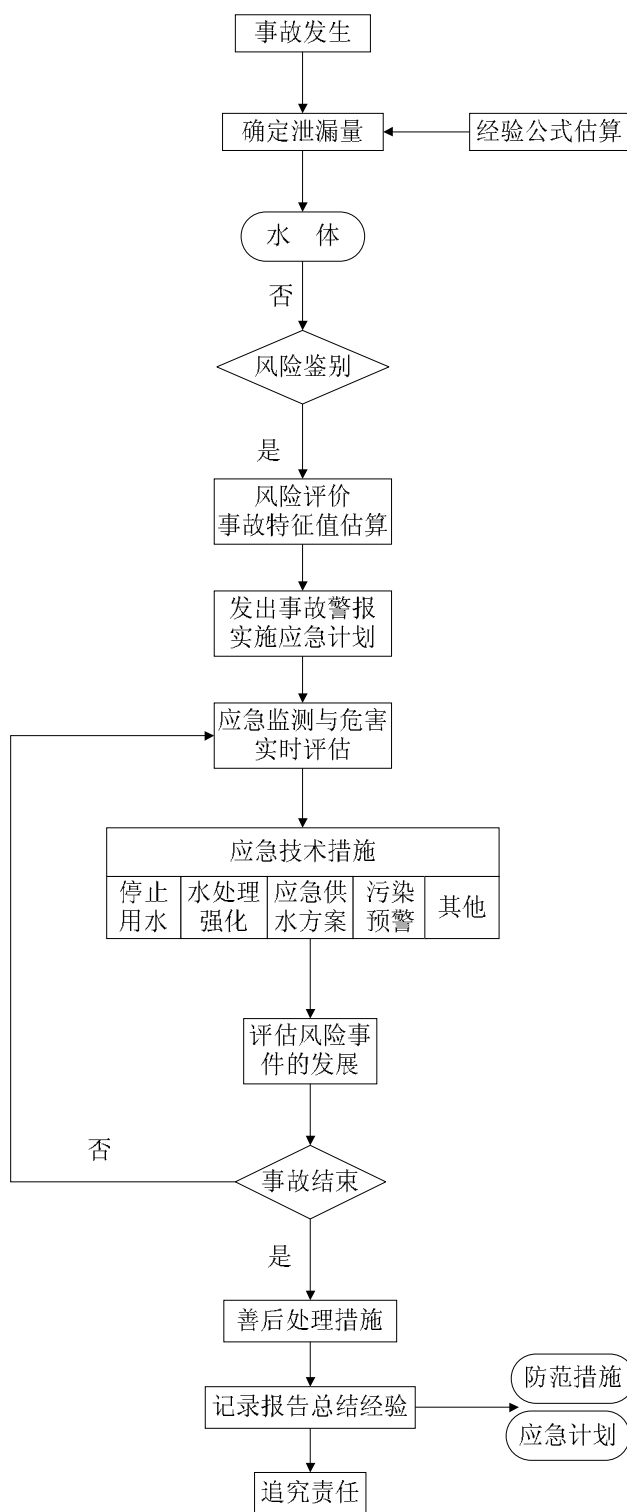 事故发生
确定泄漏量
经验公式估算
水 体
否
风险鉴别
是
风险评价
事故特征值估算
发出事故警报
实施应急计划
应急监测与危害
实时评估
应急技术措施
停止
用水
水处理
强化
应急供
水方案
污染
预警
其他
评估风险事
件的发展
否
事故结束
是
善后处理措施
防范措施
记录报告总结经验
应急计划
追究责任